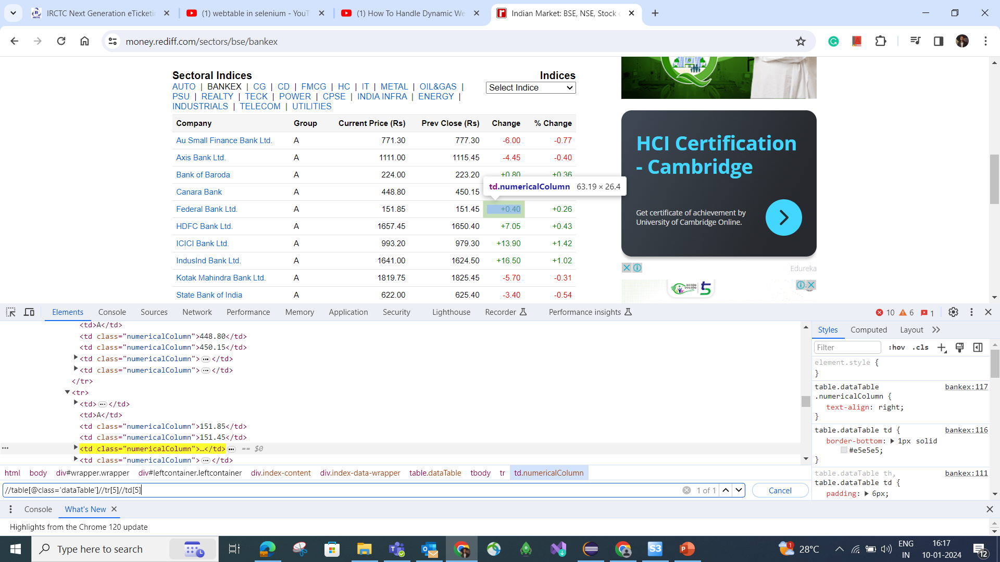 IRCTC Next Generation eTicketin
(1) webtable in selenium - YouT
(1) How To Handle Dynamic We
Indian Market: BSE, NSE, Stock
money.rediff.com/sectors/bse/bankex
Sectoral Indices
Indices
AUTO | BANKEX | CG | CD | FMCG | HC | IT | METAL | OIL&GAS |
Select Indice
PSU | REALTY | TECK | POWER | CPSE | INDIA INFRA | ENERGY |
INDUSTRIALS | TELECOM | UTILITIES
Company Group Current Price (Rs) Prev Close (Rs) Change % Change
Au Small Finance Bank Ltd. A 771.30 777.30 -6.00 -0.77
Axis Bank Ltd. A 1111.00 1115.45 -4.45 -0.40
Bank of Baroda A 224.00 223.20 +0.80 +0.36
td.numericalColumn 63.19 × 26.4
Canara Bank A 448.80 450.15
Federal Bank Ltd. A 151.85 151.45 +0.40 +0.26
HDFC Bank Ltd. A 1657.45 1650.40 +7.05 +0.43
ICICI Bank Ltd. A 993.20 979.30 +13.90 +1.42
IndusInd Bank Ltd. A 1641.00 1624.50 +16.50 +1.02
Kotak Mahindra Bank Ltd. A 1819.75 1825.45 -5.70 -0.31
State Bank of India A 622.00 625.40 -3.40 -0.54
HCI Certification
- Cambridge
Get certificate of achievement by
University of Cambridge Online.
Edureka
Elements Console Sources Network Performance Memory Application Security Lighthouse Recorder Performance insights 10 6 1
<td>A</td>
<td class="numericalColumn">448.80</td>
<td class="numericalColumn">450.15</td>
<td class="numericalColumn">…</td>
<td class="numericalColumn">…</td>
</tr>
<tr>
<td>…</td>
<td>A</td>
<td class="numericalColumn">151.85</td>
<td class="numericalColumn">151.45</td>
<td class="numericalColumn">…</td> == $0
<td class="numericalColumn">…</td>
html body div#wrapper.wrapper div#leftcontainer.leftcontainer div.index-content div.index-data-wrapper table.dataTable tbody tr td.numericalColumn
//table[@class='dataTable']//tr[5]//td[5]
1 of 1
Cancel
Styles Computed Layout
Filter :hov .cls
element.style {
}
table.dataTable bankex:117
.numericalColumn {
text-align: right;
}
table.dataTable td { bankex:116
border-bottom: 1px solid
#e5e5e5;
}
table.dataTable th, bankex:111
table.dataTable td {
padding: 6px;
Console What's New
Highlights from the Chrome 120 update
Type here to search
S3
1
28°C
ENG
IN
16:17
10-01-2024
12